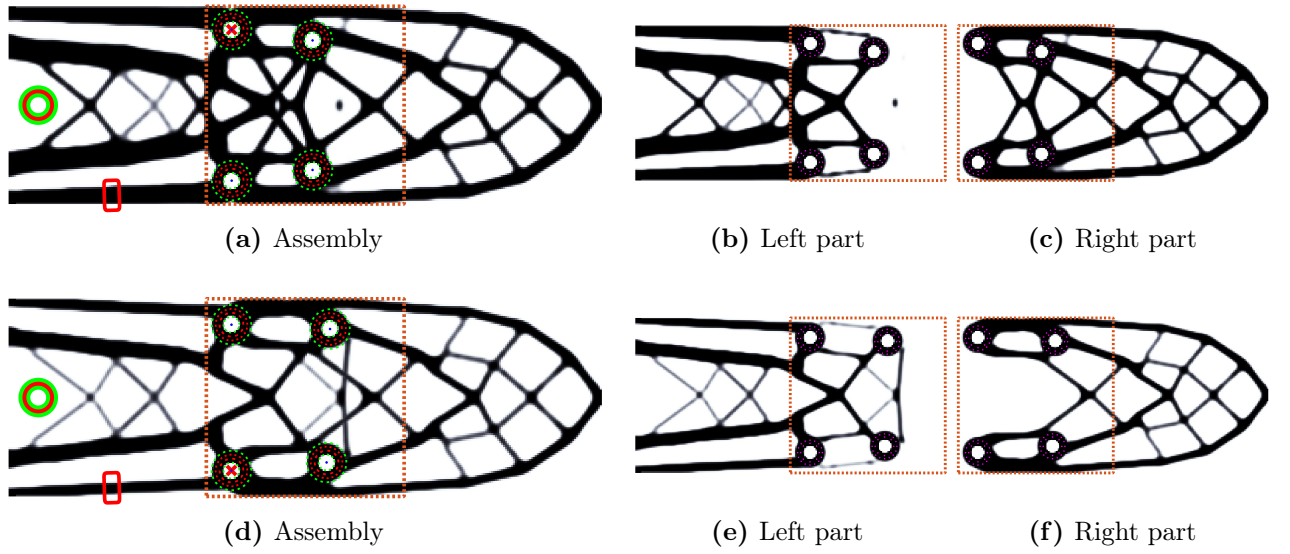 (a) Assembly
(b) Left part
(c) Right part
(d) Assembly
(e) Left part
(f) Right part